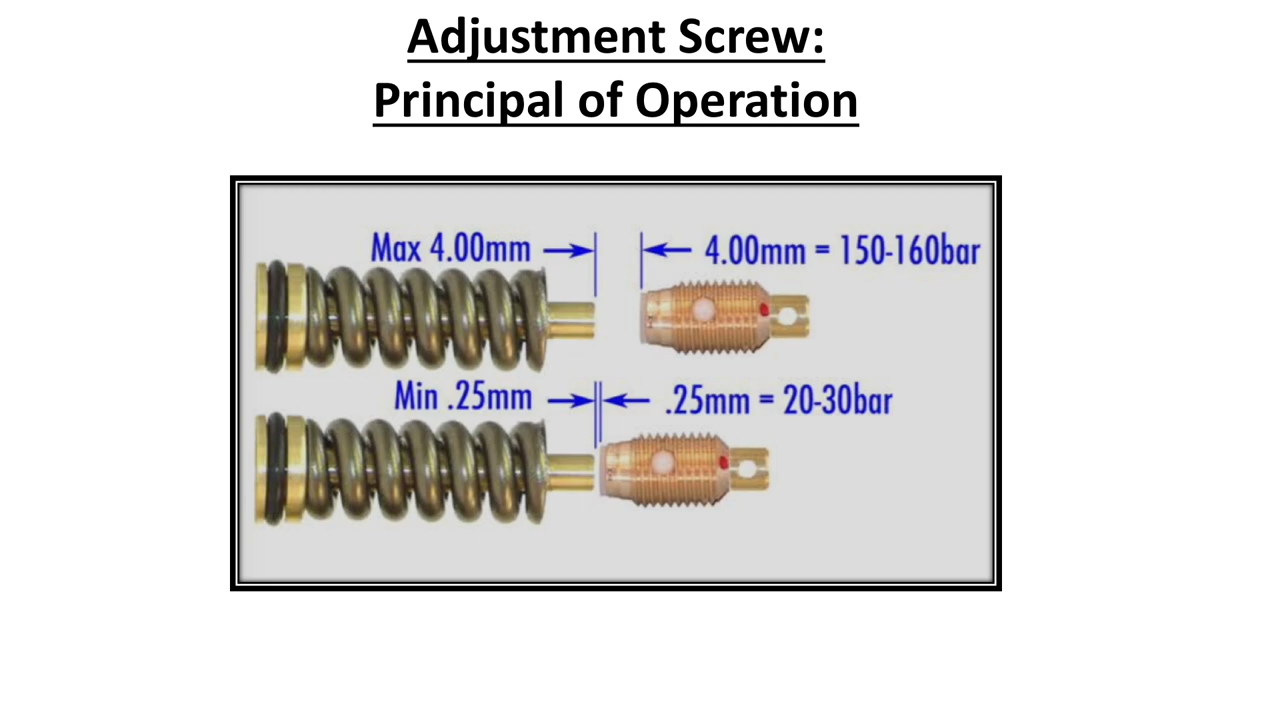 Adjustment Screw:
Principal of Operation
Max 4.00mm
4.00mm = 150-160bar
Min .25mm
.25mm = 20-30bar